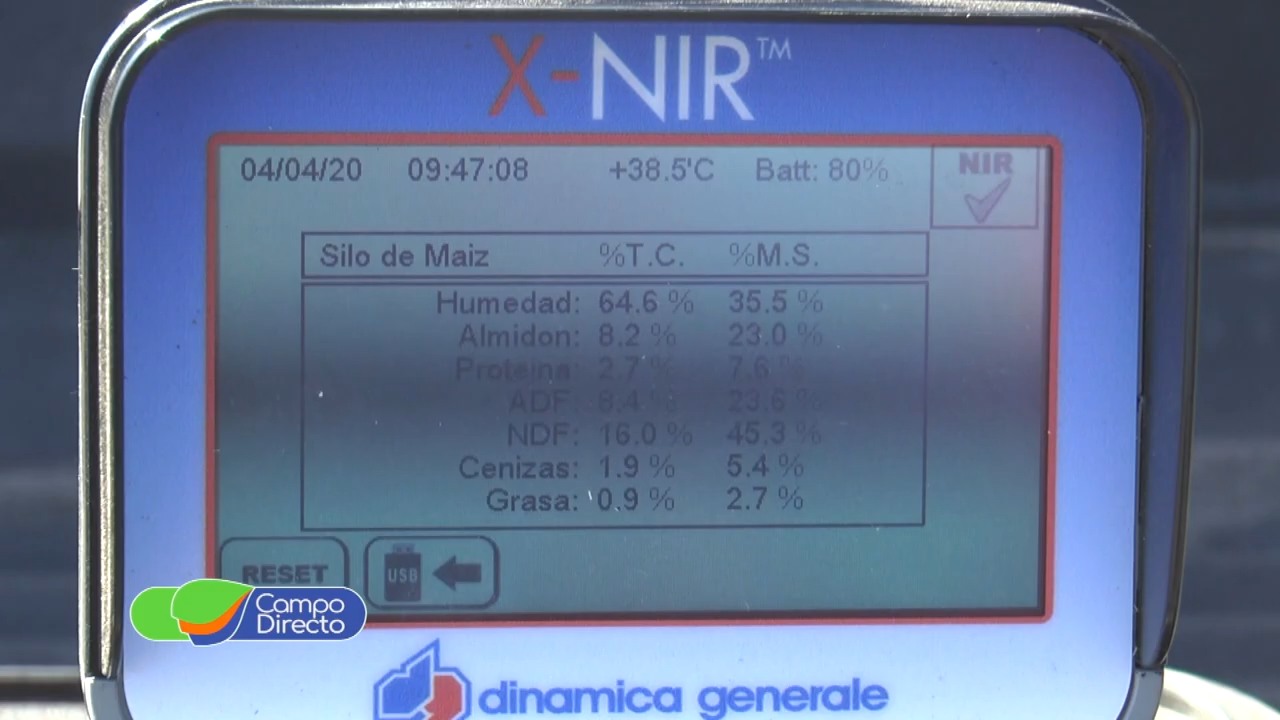 X-NIR™
04/04/20 09:47:08 +38.5'C Batt: 80%
NIR
Silo de Maiz %T.C. %M.S.
Humedad: 64.6 % 35.5 %
Almidon: 8.2 % 23.0 %
Proteina: 2.7 % 7.6 %
ADF: 8.4 % 23.6 %
NDF: 16.0 % 45.3 %
Cenizas: 1.9 % 5.4 %
Grasa: 0.9 % 2.7 %
RESET USB
Campo
Directo
dinamica generale